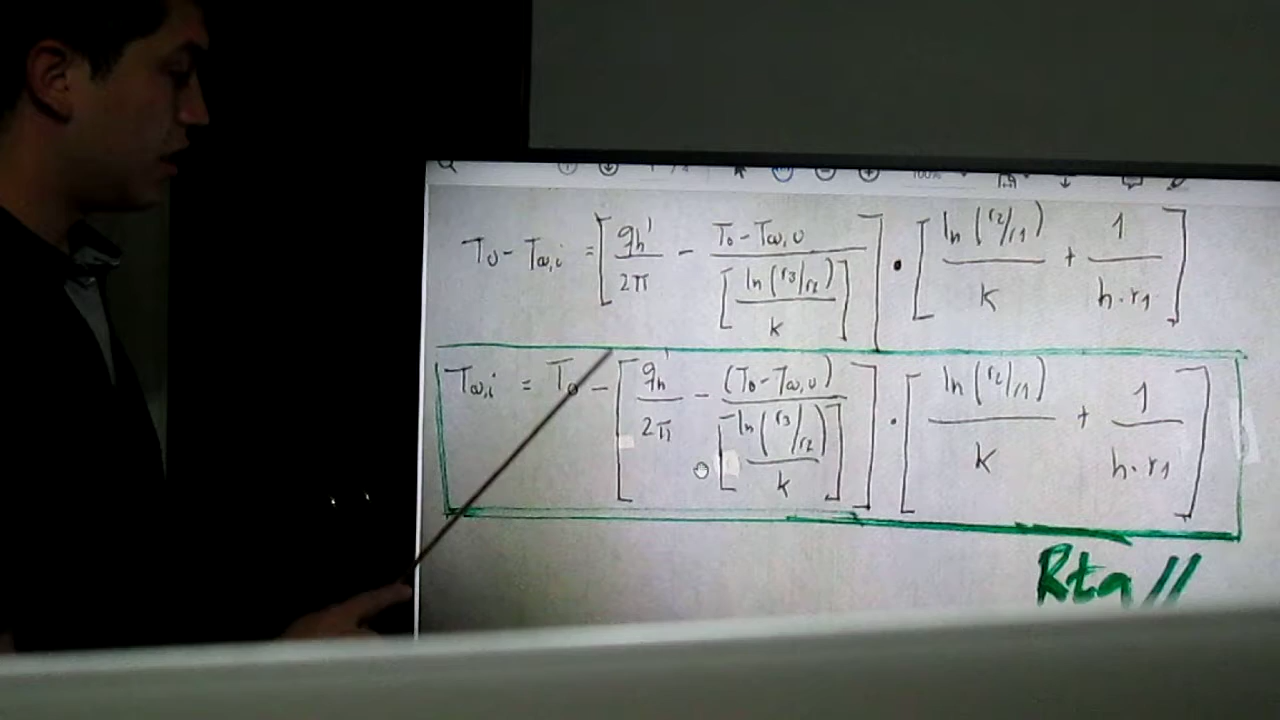 T₀ - T∞,i = [ qh' / 2π - (T₀ - T∞,0) / [ ln(r3/r2) / k ] ] · [ ln(r2/r1) / k + 1 / h·r1 ]
T∞,i = T₀ - [ qh' / 2π - (T₀ - T∞,0) / [ ln(r3/r2) / k ] ] · [ ln(r2/r1) / k + 1 / h·r1 ]
Rta //